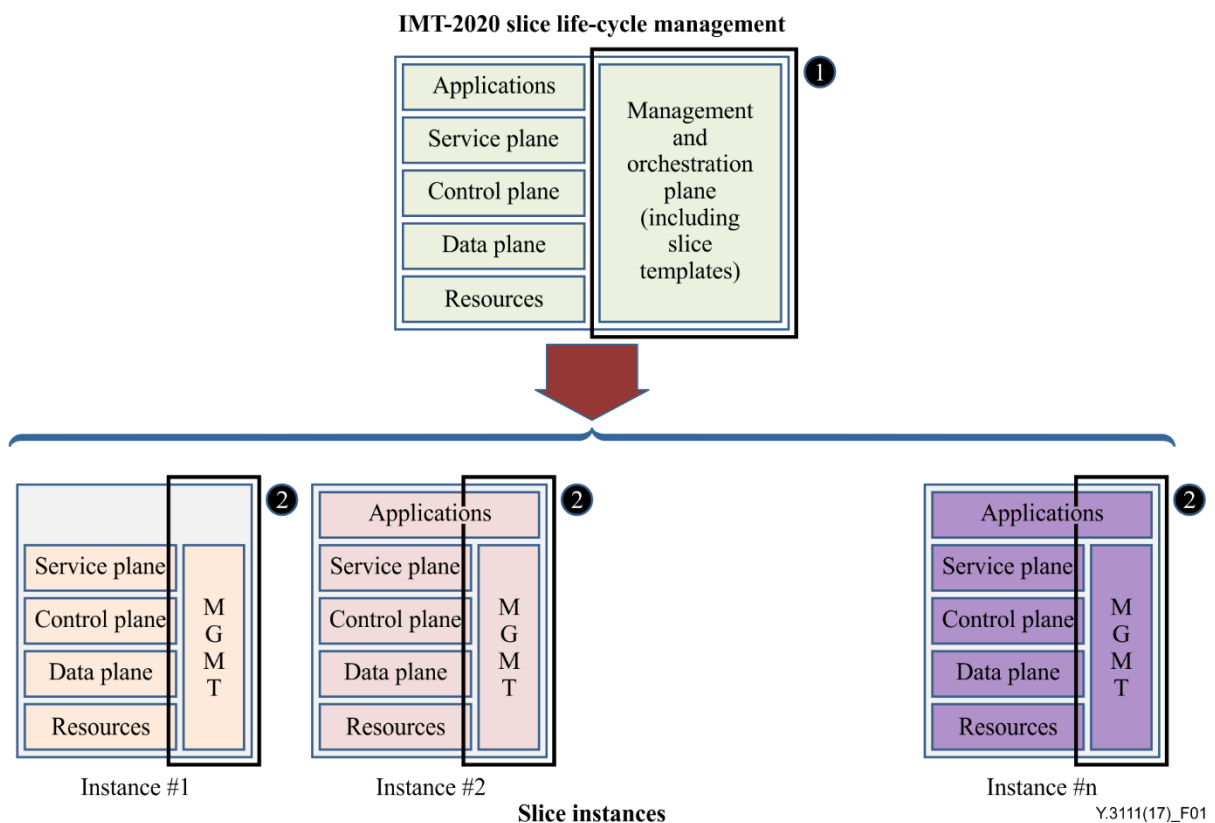 IMT-2020 slice life-cycle management
1
Applications
Service plane
Control plane
Data plane
Resources
Management
and
orchestration
plane
(including
slice
templates)
2
Service plane
Control plane
Data plane
Resources
M
G
M
T
Instance #1
2
Applications
Service plane
Control plane
Data plane
Resources
M
G
M
T
Instance #2
2
Applications
Service plane
Control plane
Data plane
Resources
M
G
M
T
Instance #n
Slice instances
Y.3111(17)_F01